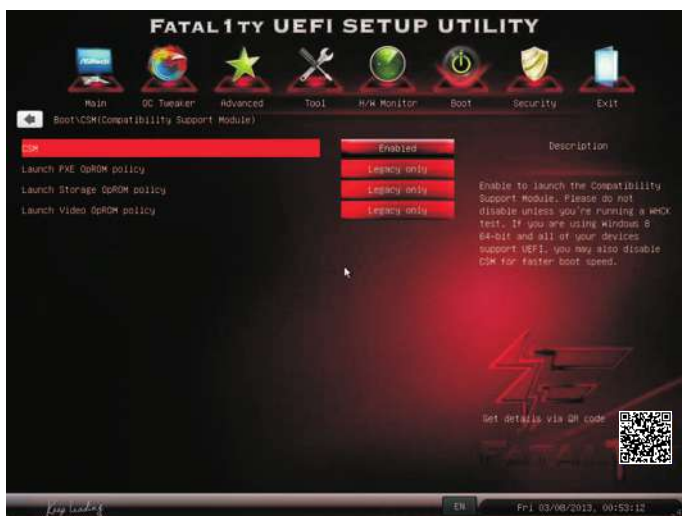 FATAL1TY UEFI SETUP UTILITY
Main OC Tweaker Advanced Tool H/W Monitor Boot Security Exit
Boot\CSM(Compatibility Support Module)
CSM Enabled
Launch PXE OpROM policy Legacy only
Launch Storage OpROM policy Legacy only
Launch Video OpROM policy Legacy only
Description
Enable to launch the Compatibility
Support Module. Please do not
disable unless you're running a WHCK
test. If you are using Windows 8
64-bit and all of your devices
support UEFI, you may also disable
CSM for faster boot speed.
Get details via QR code
FATAL1
Keep Leading
EN
Fri 03/08/2013, 00:53:12